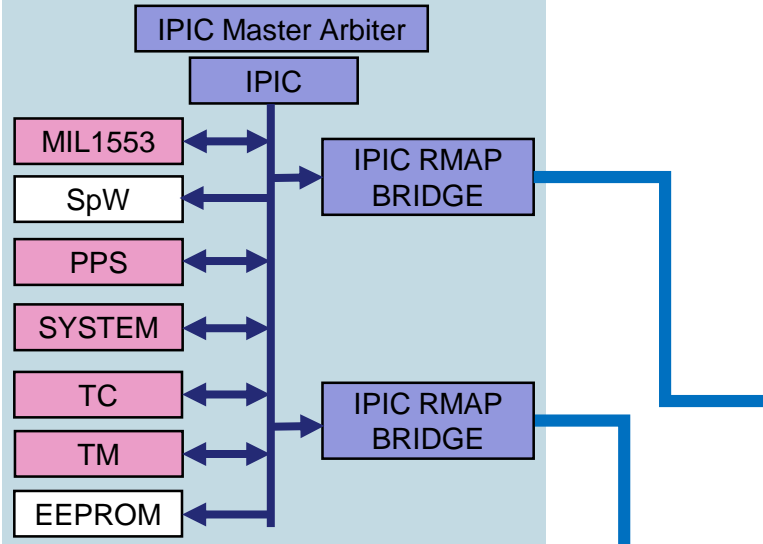 IPIC Master Arbiter
IPIC
MIL1553
SpW
PPS
SYSTEM
TC
TM
EEPROM
IPIC RMAP
BRIDGE
IPIC RMAP
BRIDGE